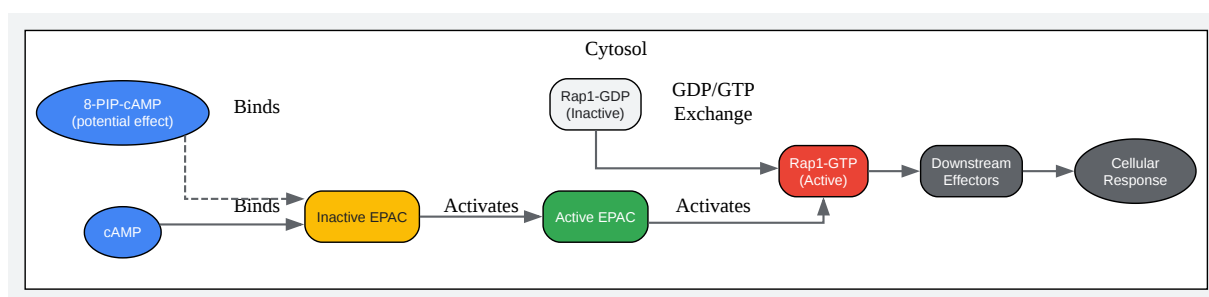 Cytosol
8-PIP-cAMP
(potential effect)
Binds
Rap1-GDP
(Inactive)
GDP/GTP
Exchange
Rap1-GTP
(Active)
Downstream
Effectors
Cellular
Response
Binds
cAMP
Inactive EPAC
Activates
Active EPAC
Activates